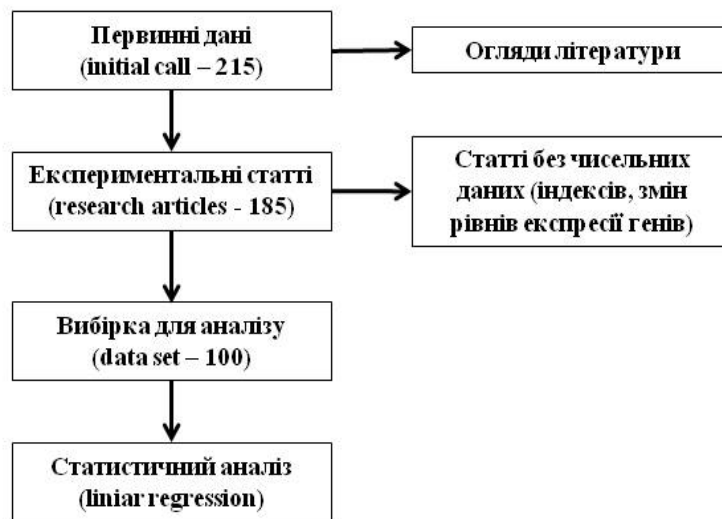 Первинні дані
(initial call – 215)
Огляди літератури
Експериментальні статті
(research articles - 185)
Статті без чисельних
даних (індексів, змін
рівнів експресії генів)
Вибірка для аналізу
(data set – 100)
Статистичний аналіз
(liniar regression)